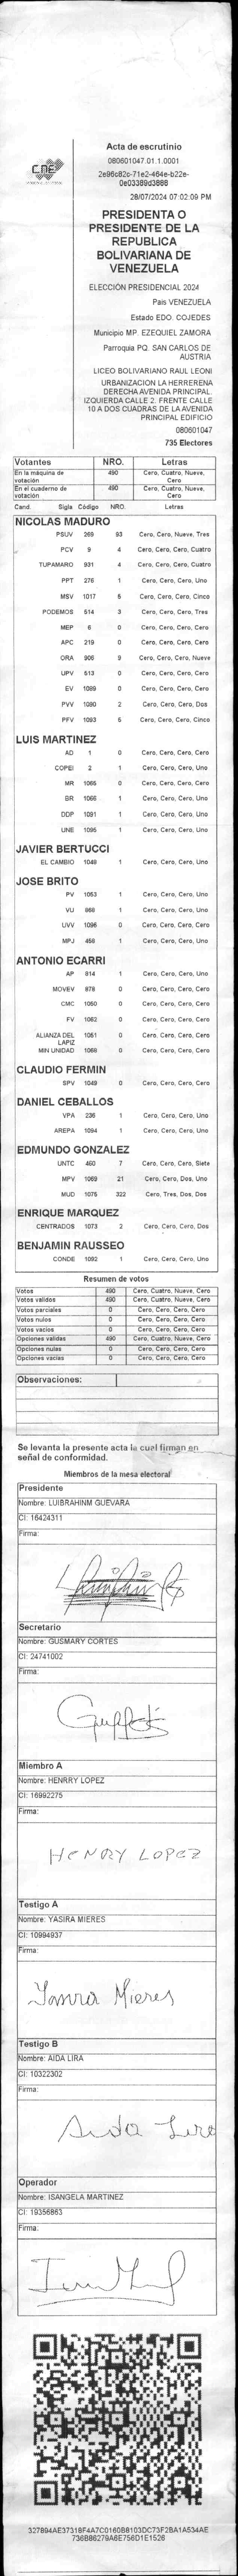 CNE
Acta de escrutinio
080601047.01.1.0001
2e96c82c-71e2-464e-b22e-
0e03389d3888
28/07/2024 07:02:09 PM
PRESIDENTA O
PRESIDENTE DE LA
REPUBLICA
BOLIVARIANA DE
VENEZUELA
ELECCIÓN PRESIDENCIAL 2024
Pais VENEZUELA
Estado EDO. COJEDES
Municipio MP. EZEQUIEL ZAMORA
Parroquia PQ. SAN CARLOS DE
AUSTRIA
LICEO BOLIVARIANO RAUL LEONI
URBANIZACION LA HERRERENA
DERECHA AVENIDA PRINCIPAL.
IZQUIERDA CALLE 2. FRENTE CALLE
10 A DOS CUADRAS DE LA AVENIDA
PRINCIPAL EDIFICIO
080601047
735 Electores
Votantes NRO. Letras
En la máquina de votación 490 Cero, Cuatro, Nueve, Cero
En el cuaderno de votación 490 Cero, Cuatro, Nueve, Cero
Cand. Sigla Código NRO. Letras
NICOLAS MADURO
PSUV 269 93 Cero, Cero, Nueve, Tres
PCV 9 4 Cero, Cero, Cero, Cuatro
TUPAMARO 931 4 Cero, Cero, Cero, Cuatro
PPT 276 1 Cero, Cero, Cero, Uno
MSV 1017 5 Cero, Cero, Cero, Cinco
PODEMOS 514 3 Cero, Cero, Cero, Tres
MEP 6 0 Cero, Cero, Cero, Cero
APC 219 0 Cero, Cero, Cero, Cero
ORA 906 9 Cero, Cero, Cero, Nueve
UPV 513 0 Cero, Cero, Cero, Cero
EV 1089 0 Cero, Cero, Cero, Cero
PVV 1090 2 Cero, Cero, Cero, Dos
PFV 1093 5 Cero, Cero, Cero, Cinco
LUIS MARTINEZ
AD 1 0 Cero, Cero, Cero, Cero
COPEI 2 1 Cero, Cero, Cero, Uno
MR 1065 0 Cero, Cero, Cero, Cero
BR 1066 1 Cero, Cero, Cero, Uno
DDP 1091 1 Cero, Cero, Cero, Uno
UNE 1095 1 Cero, Cero, Cero, Uno
JAVIER BERTUCCI
EL CAMBIO 1048 1 Cero, Cero, Cero, Uno
JOSE BRITO
PV 1053 1 Cero, Cero, Cero, Uno
VU 868 1 Cero, Cero, Cero, Uno
UVV 1096 0 Cero, Cero, Cero, Cero
MPJ 458 1 Cero, Cero, Cero, Uno
ANTONIO ECARRI
AP 814 1 Cero, Cero, Cero, Uno
MOVEV 878 0 Cero, Cero, Cero, Cero
CMC 1050 0 Cero, Cero, Cero, Cero
FV 1062 0 Cero, Cero, Cero, Cero
ALIANZA DEL LAPIZ 1051 0 Cero, Cero, Cero, Cero
MIN UNIDAD 1068 0 Cero, Cero, Cero, Cero
CLAUDIO FERMIN
SPV 1049 0 Cero, Cero, Cero, Cero
DANIEL CEBALLOS
VPA 236 1 Cero, Cero, Cero, Uno
AREPA 1094 1 Cero, Cero, Cero, Uno
EDMUNDO GONZALEZ
UNTC 460 7 Cero, Cero, Cero, Siete
MPV 1069 21 Cero, Cero, Dos, Uno
MUD 1075 322 Cero, Tres, Dos, Dos
ENRIQUE MARQUEZ
CENTRADOS 1073 2 Cero, Cero, Cero, Dos
BENJAMIN RAUSSEO
CONDE 1092 1 Cero, Cero, Cero, Uno
Resumen de votos
Votos 490 Cero, Cuatro, Nueve, Cero
Votos validos 490 Cero, Cuatro, Nueve, Cero
Votos parciales 0 Cero, Cero, Cero, Cero
Votos nulos 0 Cero, Cero, Cero, Cero
Votos vacios 0 Cero, Cero, Cero, Cero
Opciones validas 490 Cero, Cuatro, Nueve, Cero
Opciones nulas 0 Cero, Cero, Cero, Cero
Opciones vacias 0 Cero, Cero, Cero, Cero
Observaciones:
Se levanta la presente acta la cuel firman en
señal de conformidad.
Miembros de la mesa electoral
Presidente
Nombre: LUIBRAHINM GUEVARA
CI: 16424311
Firma:
Secretario
Nombre: GUSMARY CORTES
CI: 24741002
Firma:
Miembro A
Nombre: HENRRY LOPEZ
CI: 16992275
Firma:
HENRY LOPEZ
Testigo A
Nombre: YASIRA MIERES
CI: 10994937
Firma:
Yasira Mieres
Testigo B
Nombre: AIDA LIRA
CI: 10322302
Firma:
Aida Lira
Operador
Nombre: ISANGELA MARTINEZ
CI: 19356863
Firma:
327894AE37318F4A7C0160B8103DC73F2BA1A534AE
736B86279A6E756D1E1526